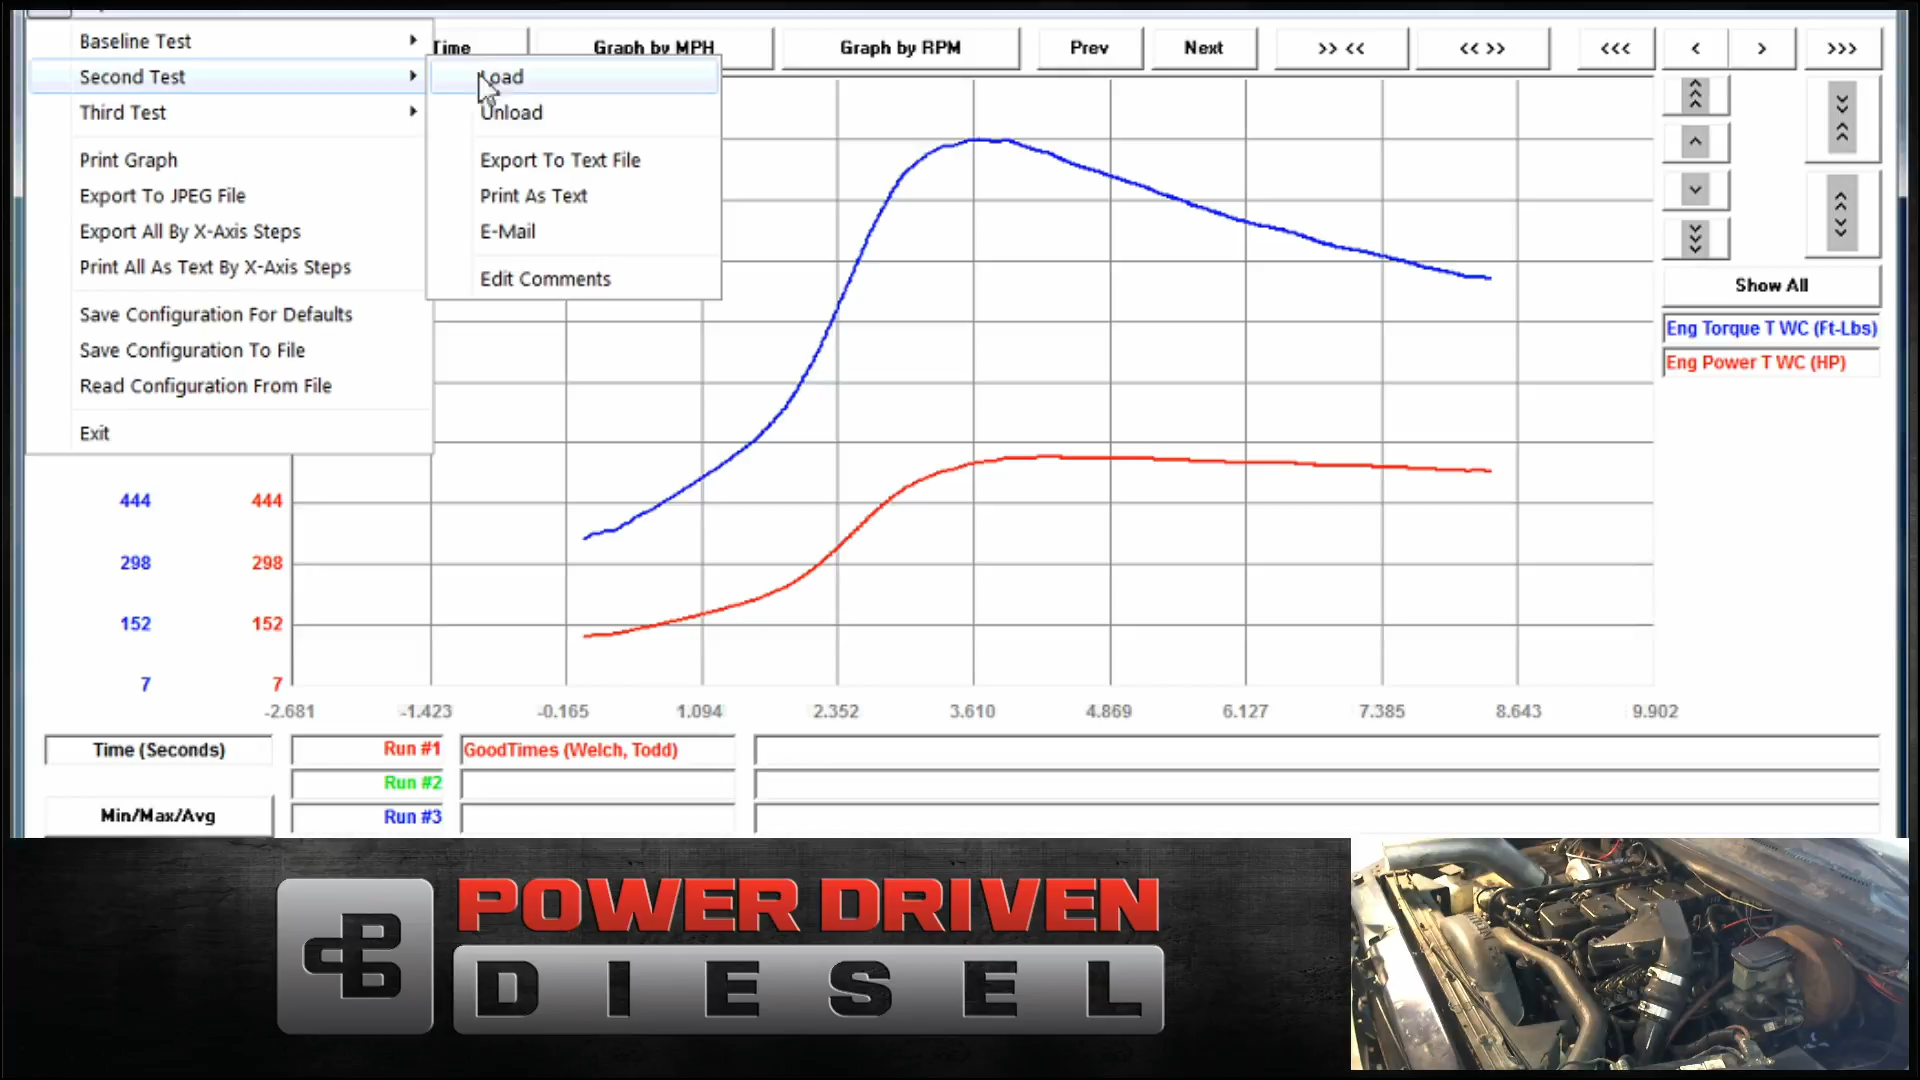 Baseline Test
Second Test
Third Test
Print Graph
Export To JPEG File
Export All By X-Axis Steps
Print All As Text By X-Axis Steps
Save Configuration For Defaults
Save Configuration To File
Read Configuration From File
Exit
Load
Unload
Export To Text File
Print As Text
E-Mail
Edit Comments
Time
Graph by MPH
Graph by RPM
Prev
Next
>> <<
<< >>
<<<
<
>
>>>
Show All
Eng Torque T WC (Ft-Lbs)
Eng Power T WC (HP)
444 444
298 298
152 152
7 7
-2.681 -1.423 -0.165 1.094 2.352 3.610 4.869 6.127 7.385 8.643 9.902
Time (Seconds)
Run #1 GoodTimes (Welch, Todd)
Run #2
Min/Max/Avg
Run #3
POWER DRIVEN
DIESEL